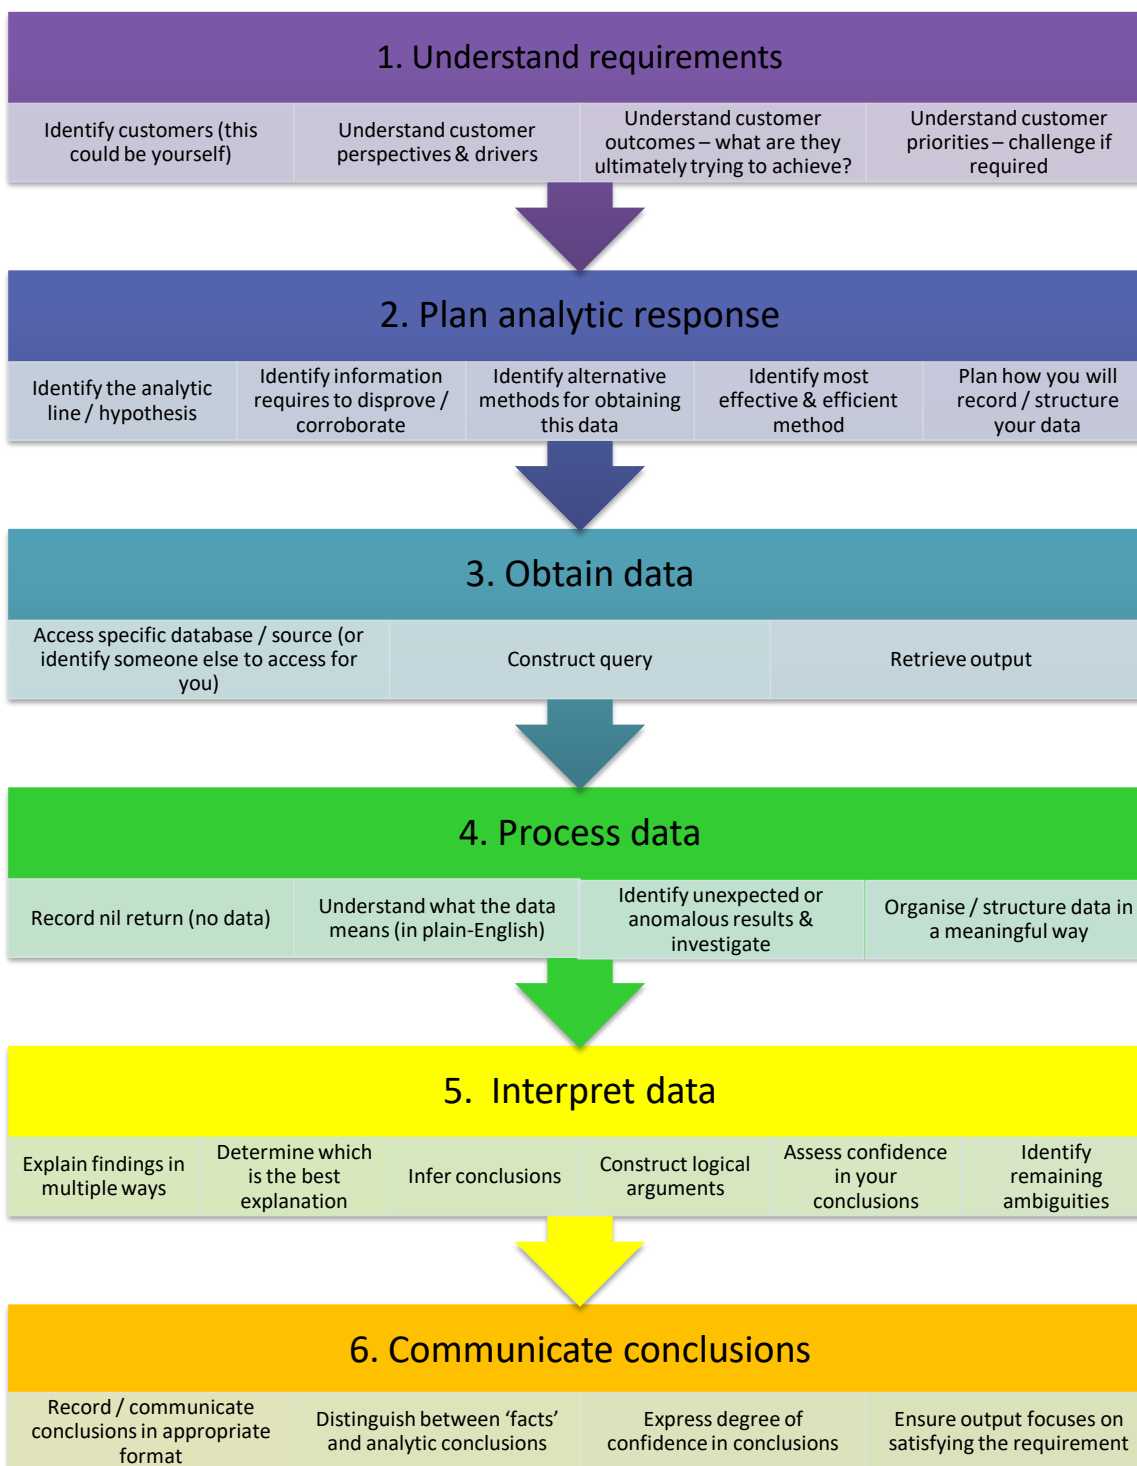 1. Understand requirements
Identify customers (this
could be yourself)
Understand customer
perspectives & drivers
Understand customer
outcomes – what are they
ultimately trying to achieve?
Understand customer
priorities – challenge if
required
2. Plan analytic response
Identify the analytic
line / hypothesis
Identify information
requires to disprove /
corroborate
Identify alternative
methods for obtaining
this data
Identify most
effective & efficient
method
Plan how you will
record / structure
your data
3. Obtain data
Access specific database / source (or
identify someone else to access for
you)
Construct query
Retrieve output
4. Process data
Record nil return (no data)
Understand what the data
means (in plain-English)
Identify unexpected or
anomalous results &
investigate
Organise / structure data in
a meaningful way
5. Interpret data
Explain findings in
multiple ways
Determine which
is the best
explanation
Infer conclusions
Construct logical
arguments
Assess confidence
in your
conclusions
Identify
remaining
ambiguities
6. Communicate conclusions
Record / communicate
conclusions in appropriate
format
Distinguish between ‘facts’
and analytic conclusions
Express degree of
confidence in conclusions
Ensure output focuses on
satisfying the requirement